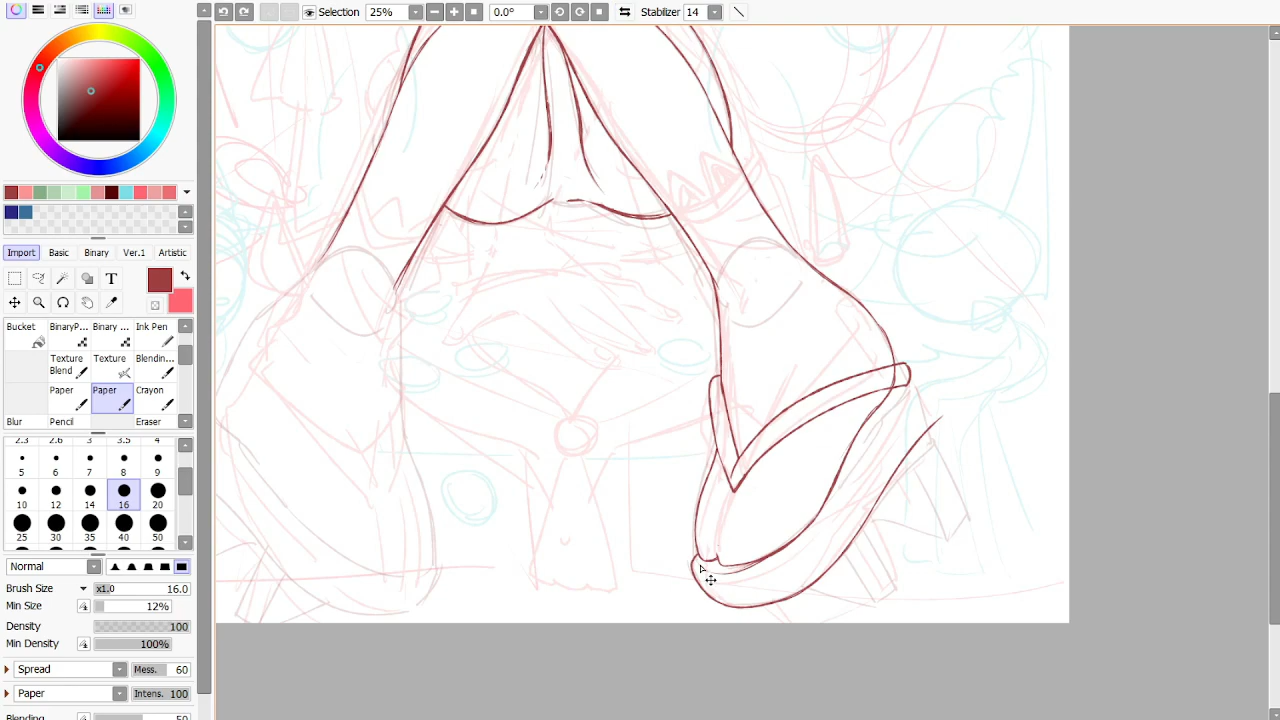 Selection 25% 0.0° Stabilizer 14
Import Basic Binary Ver.1 Artistic
T
Bucket BinaryP... Binary ... Ink Pen
Texture Blend Texture Blendin...
Paper Paper Crayon
Blur Pencil Eraser
2.3 2.6 3 3.5 4
5 6 7 8 9
10 12 14 16 20
25 30 35 40 50
Normal
Brush Size x1.0 16.0
Min Size 12%
Density 100
Min Density 100%
Spread Mess. 60
Paper Intens. 100
Blending 50